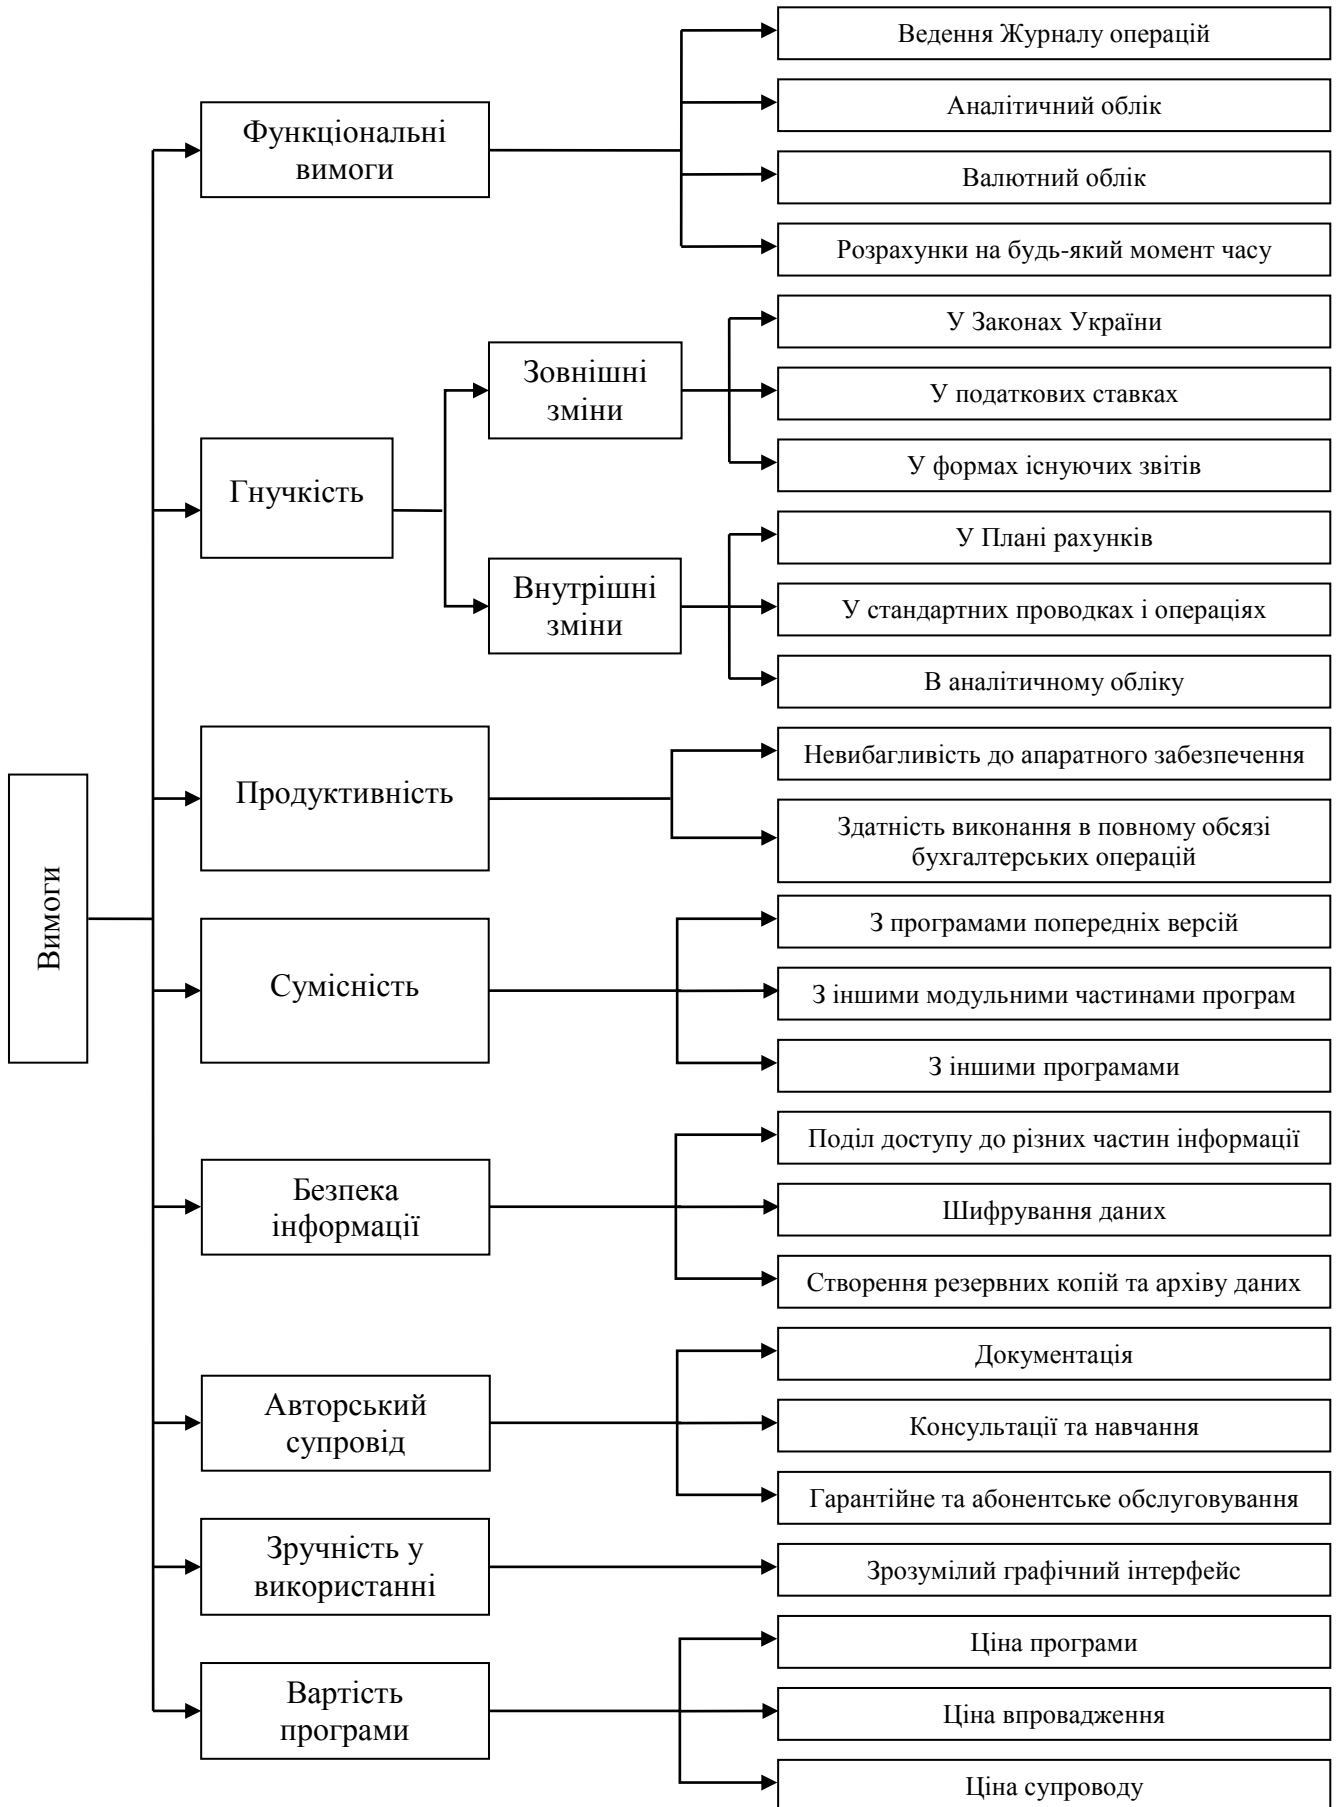 Вимоги
Функціональні
вимоги
Ведення Журналу операцій
Аналітичний облік
Валютний облік
Розрахунки на будь-який момент часу
Гнучкість
Зовнішні
зміни
У Законах України
У податкових ставках
У формах існуючих звітів
Внутрішні
зміни
У Плані рахунків
У стандартних проводках і операціях
В аналітичному обліку
Продуктивність
Невибагливість до апаратного забезпечення
Здатність виконання в повному обсязі
бухгалтерських операцій
Сумісність
З програмами попередніх версій
З іншими модульними частинами програм
З іншими програмами
Безпека
інформації
Поділ доступу до різних частин інформації
Шифрування даних
Створення резервних копій та архіву даних
Авторський
супровід
Документація
Консультації та навчання
Гарантійне та абонентське обслуговування
Зручність у
використанні
Зрозумілий графічний інтерфейс
Вартість
програми
Ціна програми
Ціна впровадження
Ціна супроводу